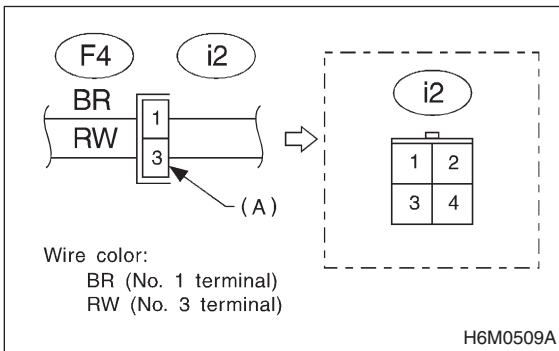 F4 i2
BR
RW
1
3
(A)
i2
1 2
3 4
Wire color:
BR (No. 1 terminal)
RW (No. 3 terminal)
H6M0509A